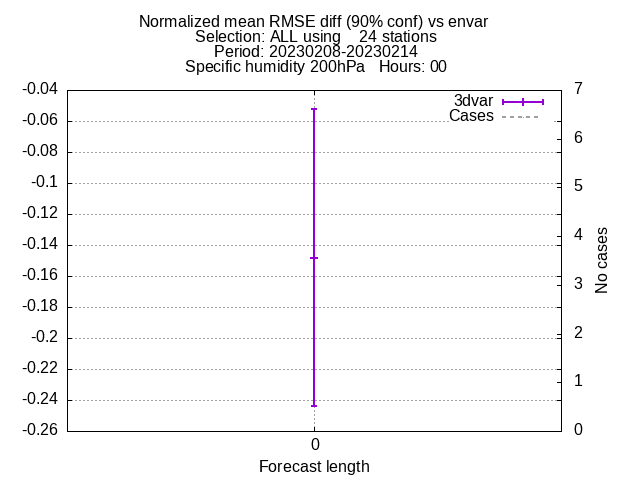 Normalized mean RMSE diff (90% conf) vs envar
Selection: ALL using    24 stations
Period: 20230208-20230214
Specific humidity 200hPa   Hours: 00
3dvar
Cases
-0.04
-0.06
-0.08
-0.1
-0.12
-0.14
-0.16
-0.18
-0.2
-0.22
-0.24
-0.26
7
6
5
4
3
2
1
0
No cases
0
Forecast length